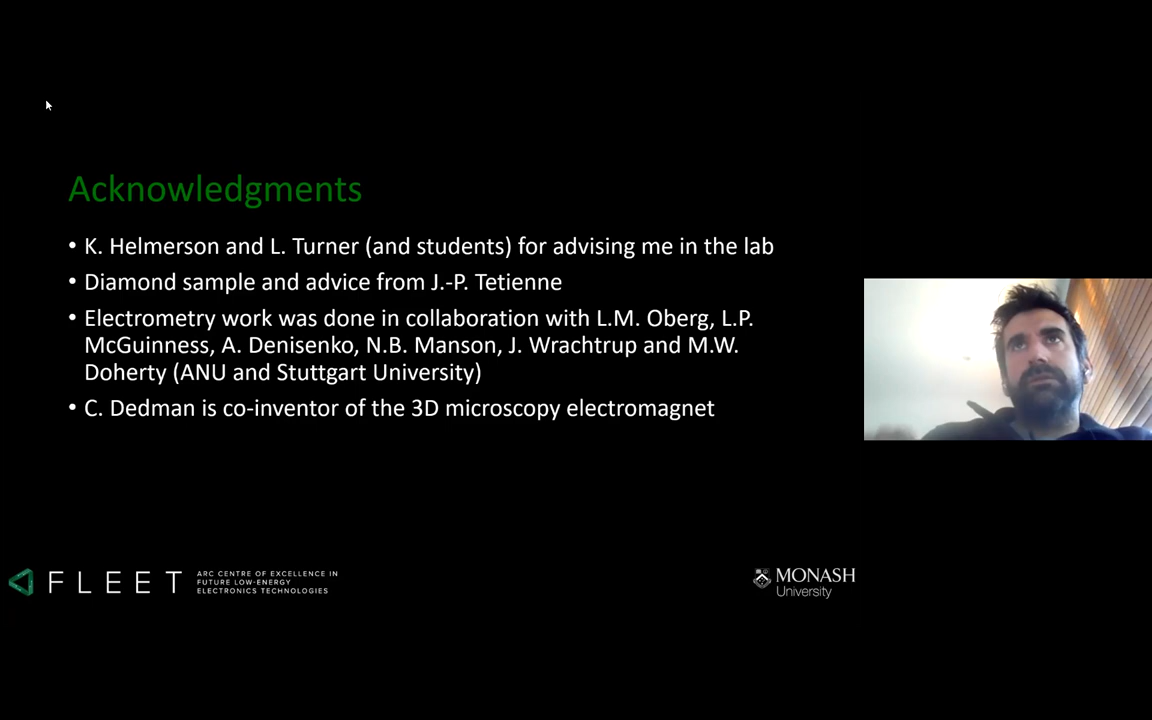 Acknowledgments
• K. Helmerson and L. Turner (and students) for advising me in the lab
• Diamond sample and advice from J.-P. Tetienne
• Electrometry work was done in collaboration with L.M. Oberg, L.P.
McGuinness, A. Denisenko, N.B. Manson, J. Wrachtrup and M.W.
Doherty (ANU and Stuttgart University)
• C. Dedman is co-inventor of the 3D microscopy electromagnet
FLEET
ARC CENTRE OF EXCELLENCE IN
FUTURE LOW-ENERGY
ELECTRONICS TECHNOLOGIES
MONASH
University